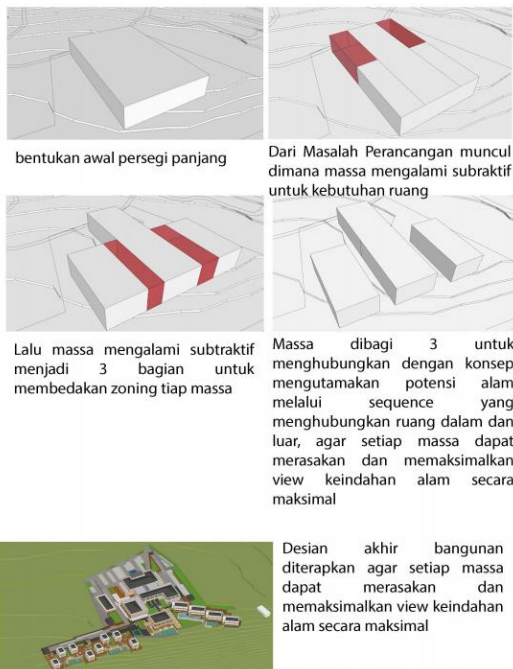 bentukan awal persegi panjang
Dari Masalah Perancangan muncul
dimana massa mengalami subraktif
untuk kebutuhan ruang
Lalu massa mengalami subtraktif
menjadi 3 bagian untuk
membedakan zoning tiap massa
Massa dibagi 3 untuk
menghubungkan dengan konsep
mengutamakan potensi alam
melalui sequence yang
menghubungkan ruang dalam dan
luar, agar setiap massa dapat
merasakan dan memaksimalkan
view keindahan alam secara
maksimal
Desian akhir bangunan
diterapkan agar setiap massa
dapat merasakan dan
memaksimalkan view keindahan
alam secara maksimal